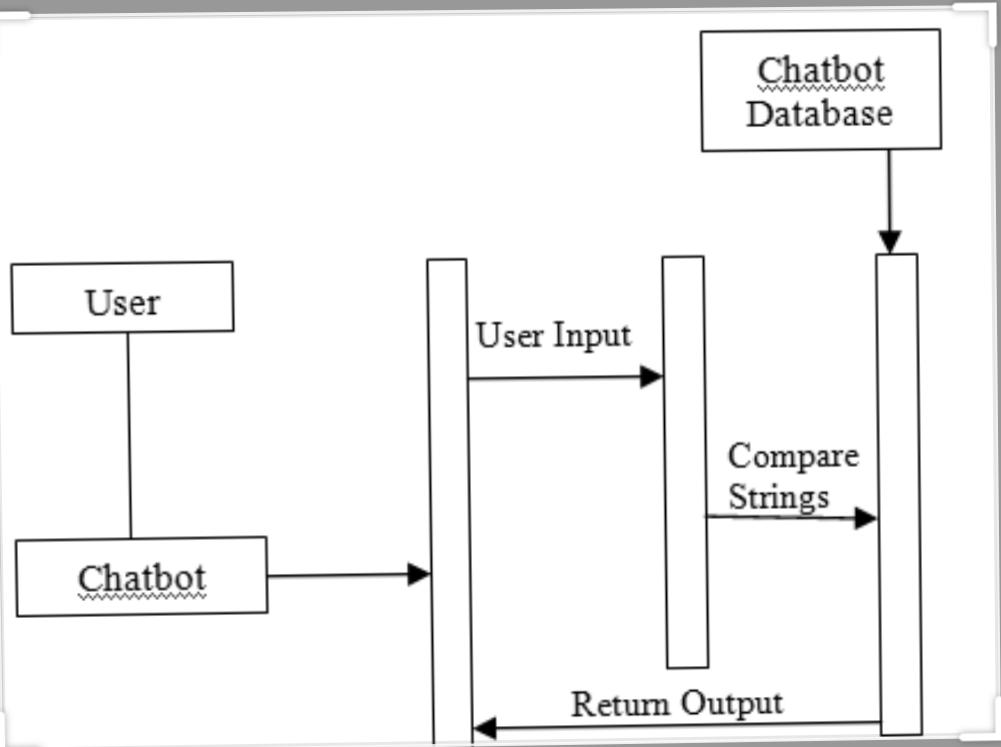 Chatbot
Database
User
User Input
Compare
Strings
Chatbot
Return Output